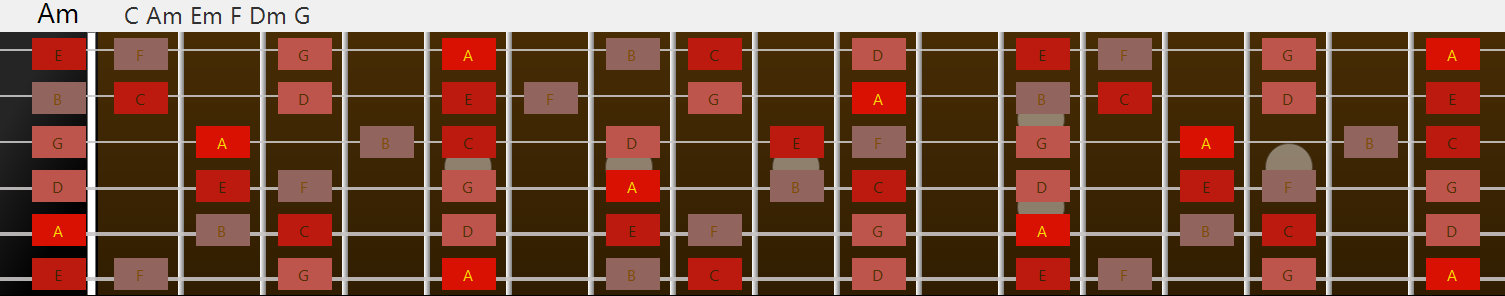 Am C Am Em F Dm G
E F G A B C D E F G A
B C D E F G A B C D E
G A B C D E F G A B C
D E F G A B C D E F G
A B C D E F G A B C D
E F G A B C D E F G A